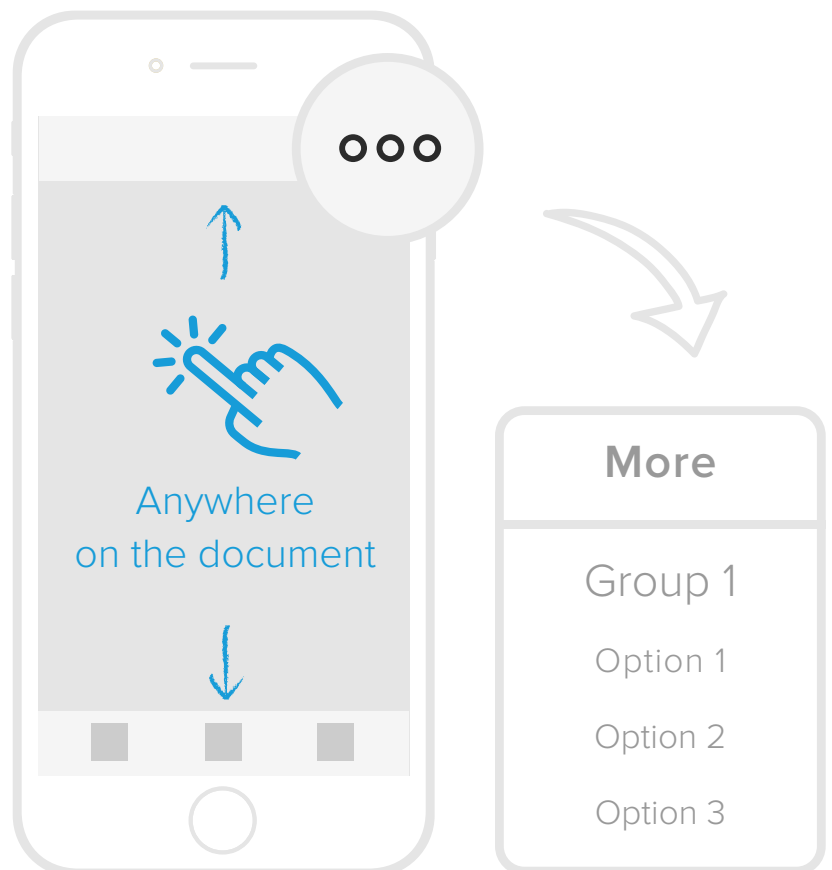 Anywhere
on the document
More
Group 1
Option 1
Option 2
Option 3